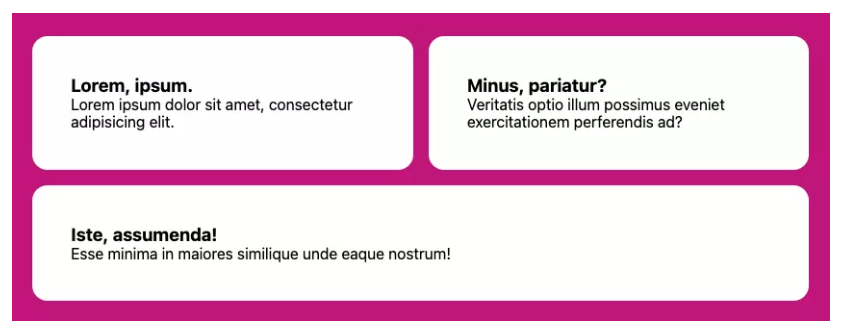 Lorem, ipsum.
Lorem ipsum dolor sit amet, consectetur
adipisicing elit.
Minus, pariatur?
Veritatis optio illum possimus eveniet
exercitationem perferendis ad?
Iste, assumenda!
Esse minima in maiores similique unde eaque nostrum!